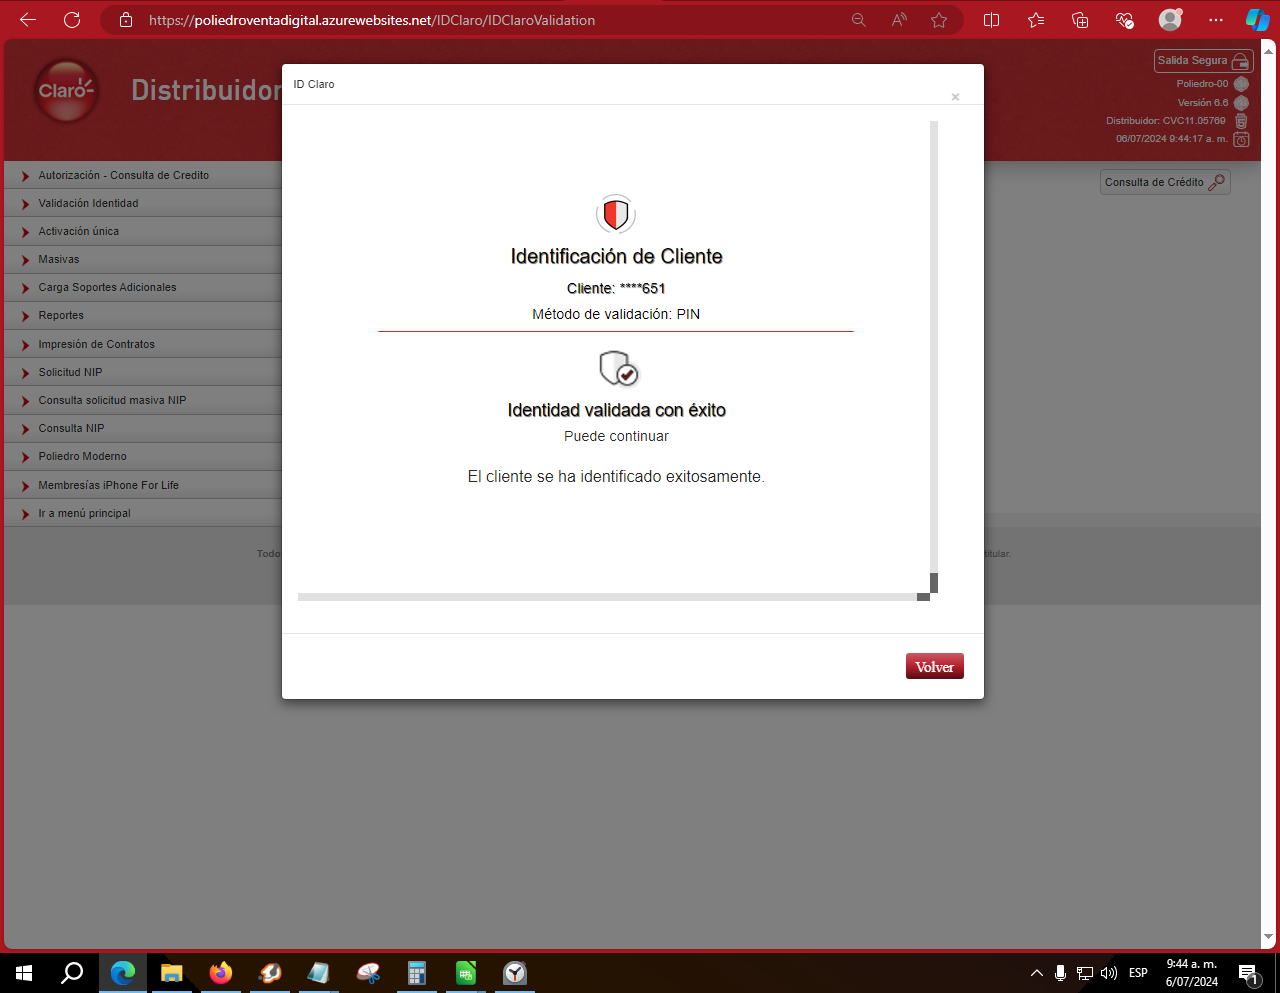 https://poliedroventadigital.azurewebsites.net/IDClaro/IDClaroValidation
Claro
Distribuidor
Salida Segura
Poliedro-00
Versión 6.6
Distribuidor: CVC11.05769
06/07/2024 9:44:17 a. m.
ID Claro
×
Autorización - Consulta de Credito
Validación Identidad
Activación única
Masivas
Carga Soportes Adicionales
Reportes
Impresión de Contratos
Solicitud NIP
Consulta solicitud masiva NIP
Consulta NIP
Poliedro Moderno
Membresías iPhone For Life
Ir a menú principal
Consulta de Crédito
Identificación de Cliente
Cliente: ****651
Método de validación: PIN
Identidad validada con éxito
Puede continuar
El cliente se ha identificado exitosamente.
Todo
titular.
Volver
ESP
9:44 a. m.
6/07/2024
1